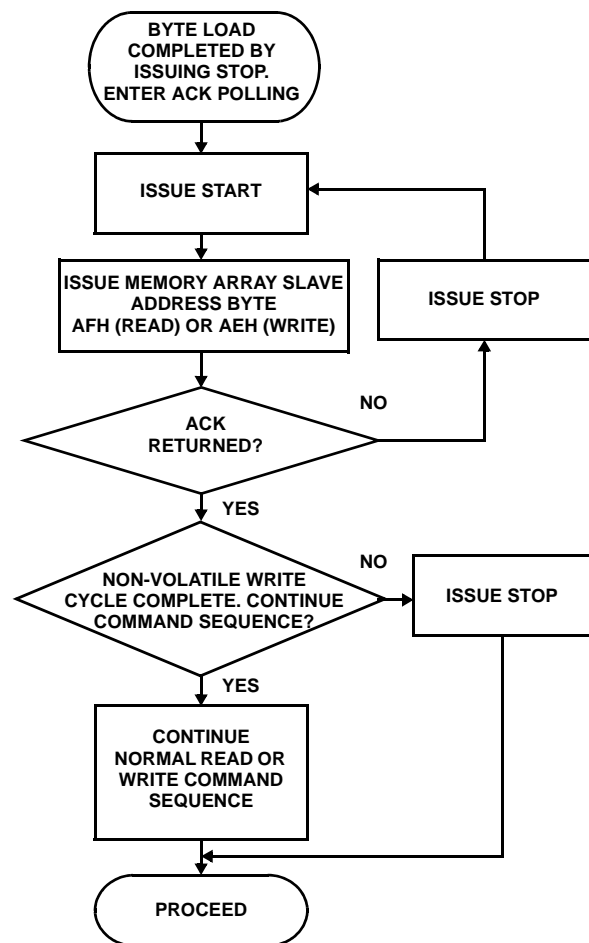 BYTE LOAD
COMPLETED BY
ISSUING STOP.
ENTER ACK POLLING
ISSUE START
ISSUE MEMORY ARRAY SLAVE
ADDRESS BYTE
AFH (READ) OR AEH (WRITE)
ISSUE STOP
ACK
RETURNED?
NO
YES
NON-VOLATILE WRITE
CYCLE COMPLETE. CONTINUE
COMMAND SEQUENCE?
NO
ISSUE STOP
YES
CONTINUE
NORMAL READ OR
WRITE COMMAND
SEQUENCE
PROCEED